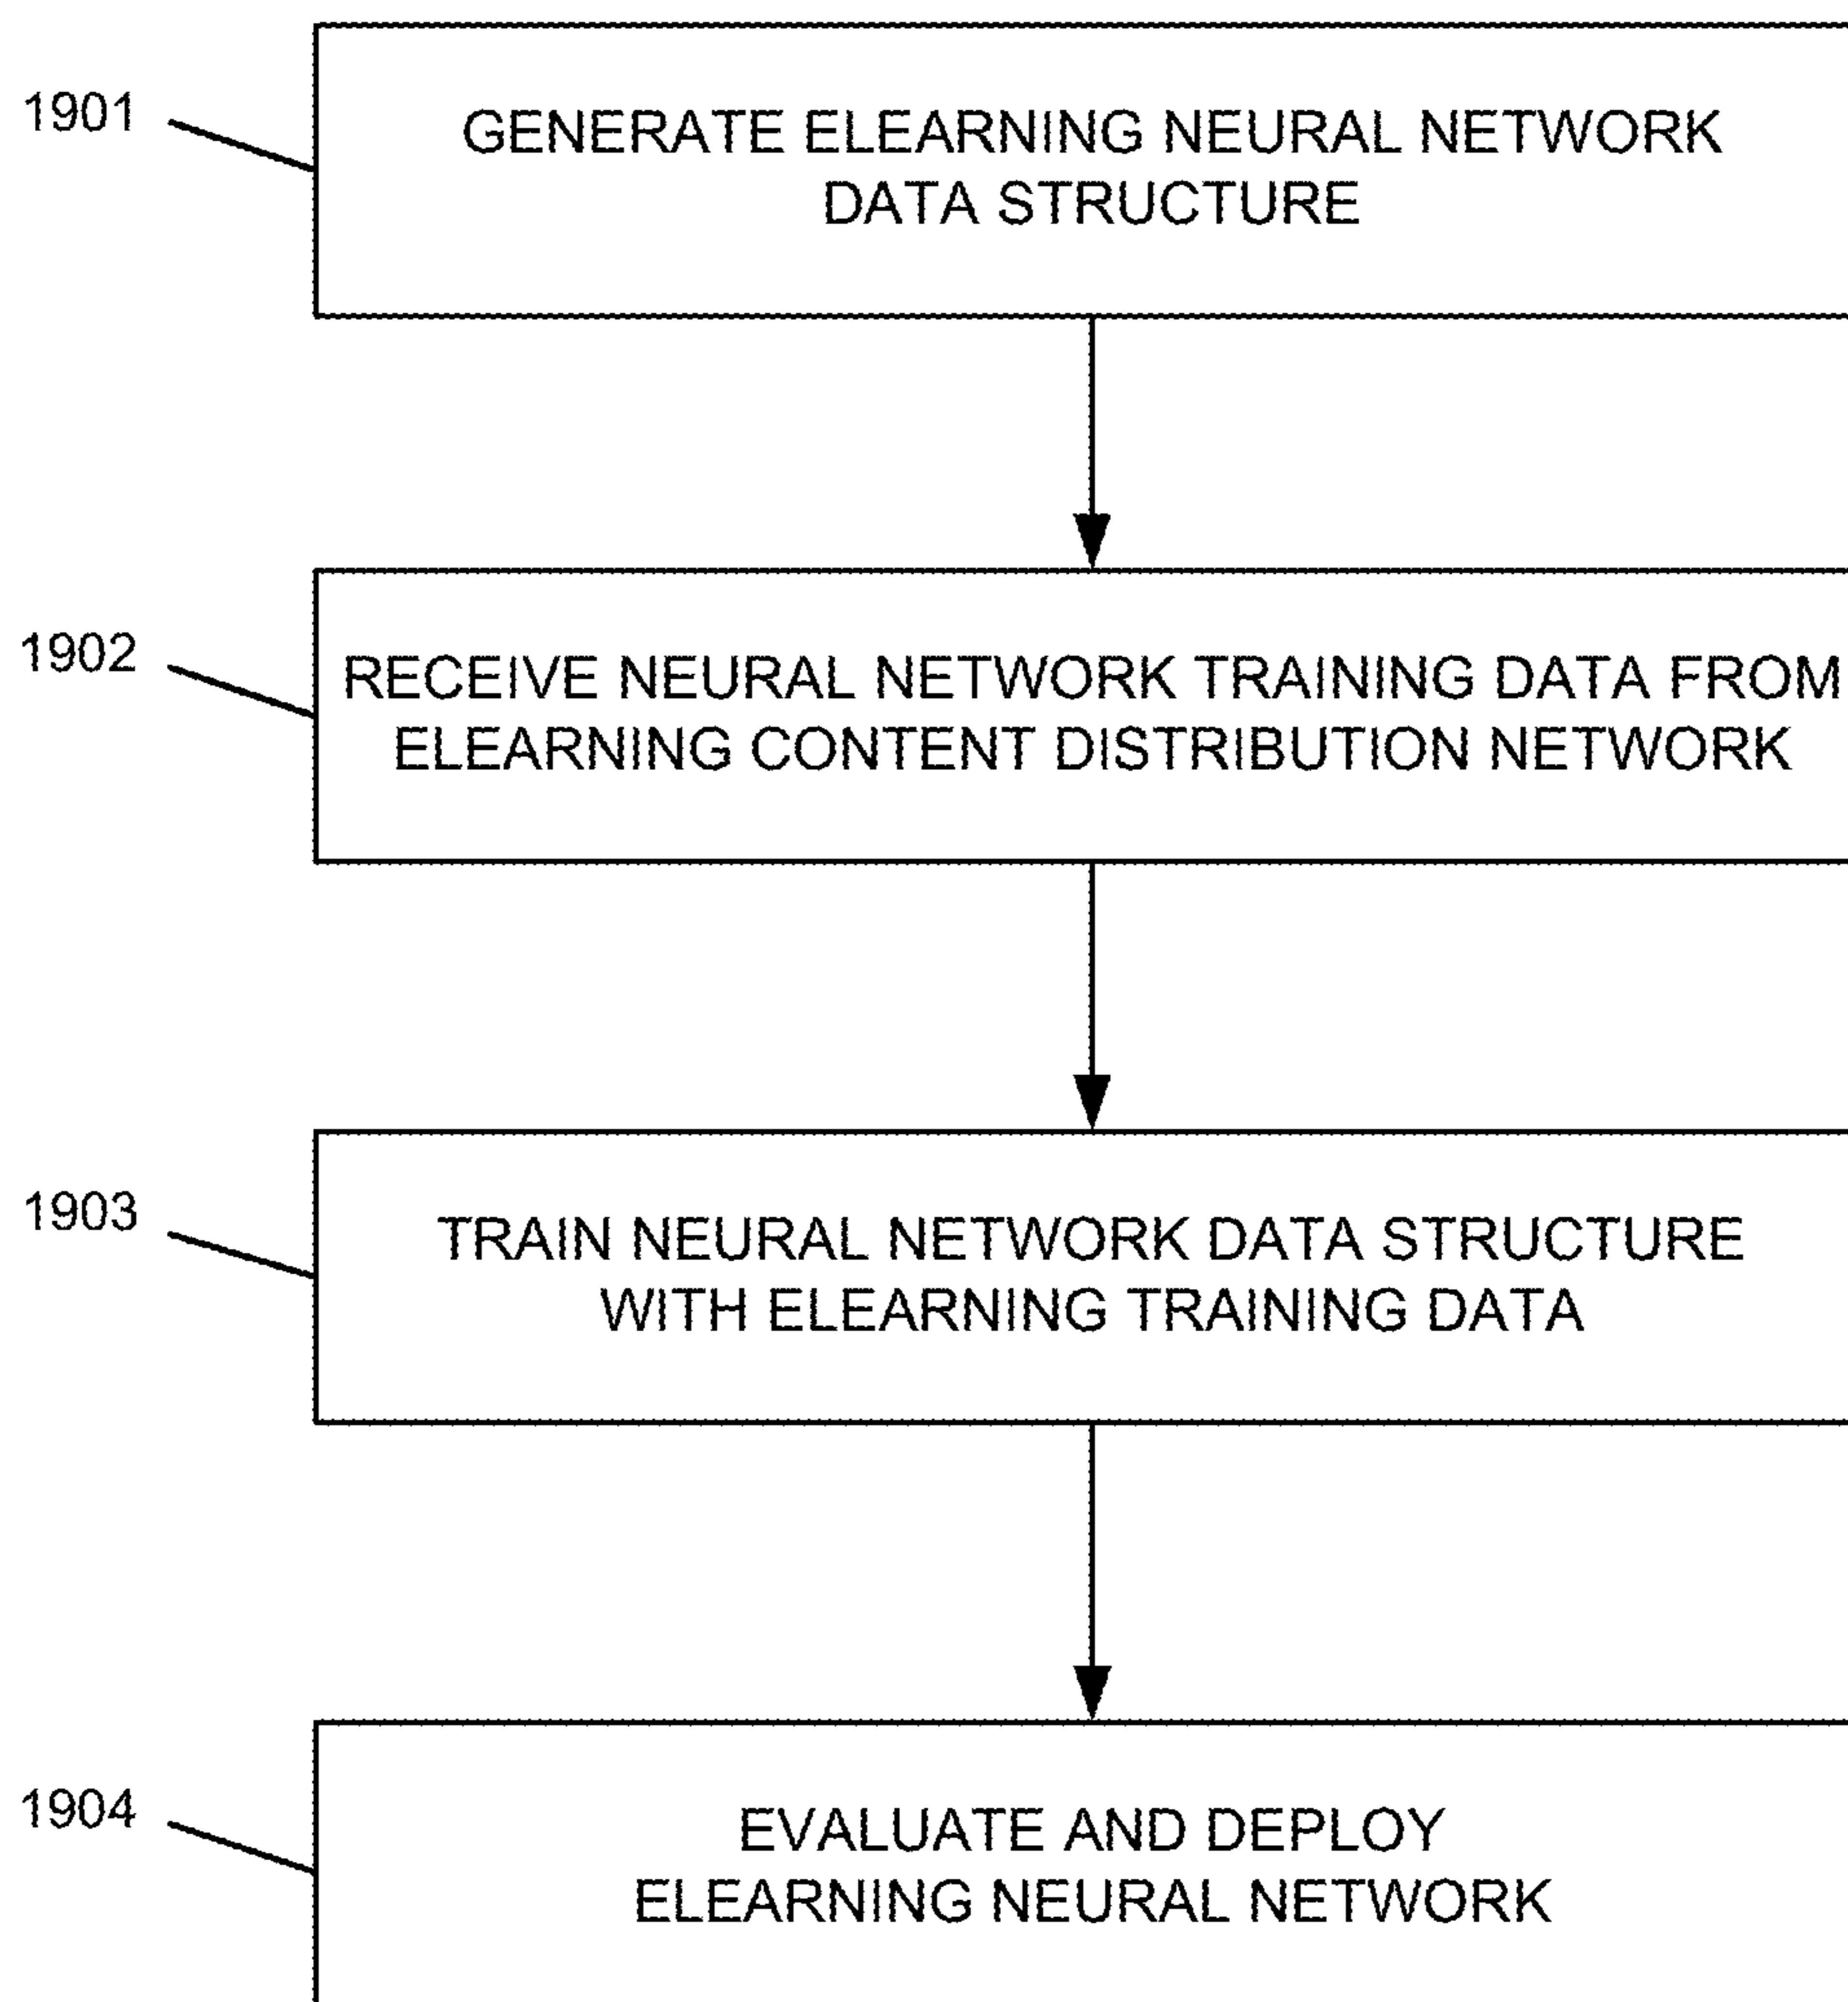 1901
GENERATE ELEARNING NEURAL NETWORK
DATA STRUCTURE
1902
RECEIVE NEURAL NETWORK TRAINING DATA FROM
ELEARNING CONTENT DISTRIBUTION NETWORK
1903
TRAIN NEURAL NETWORK DATA STRUCTURE
WITH ELEARNING TRAINING DATA
1904
EVALUATE AND DEPLOY
ELEARNING NEURAL NETWORK